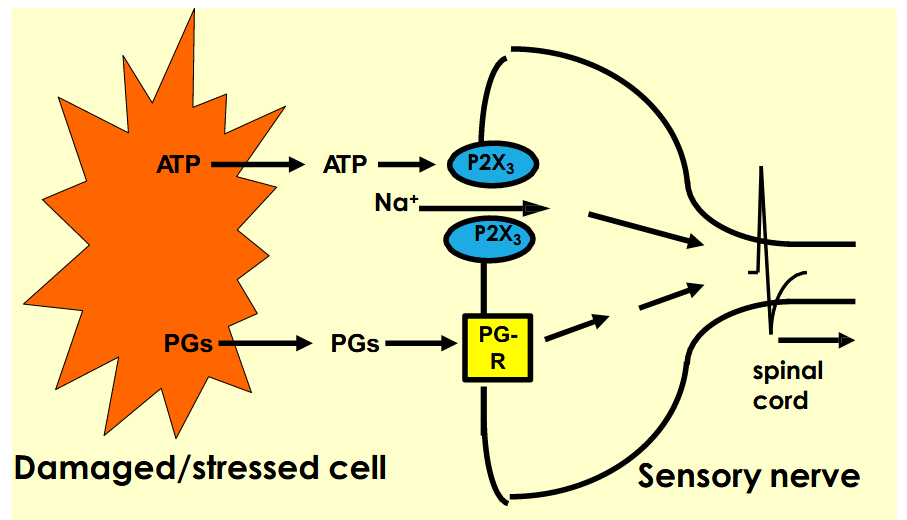 ATP
ATP
P2X₃
Na⁺
P2X₃
PGs
PGs
PG-
R
spinal
cord
Damaged/stressed cell
Sensory nerve